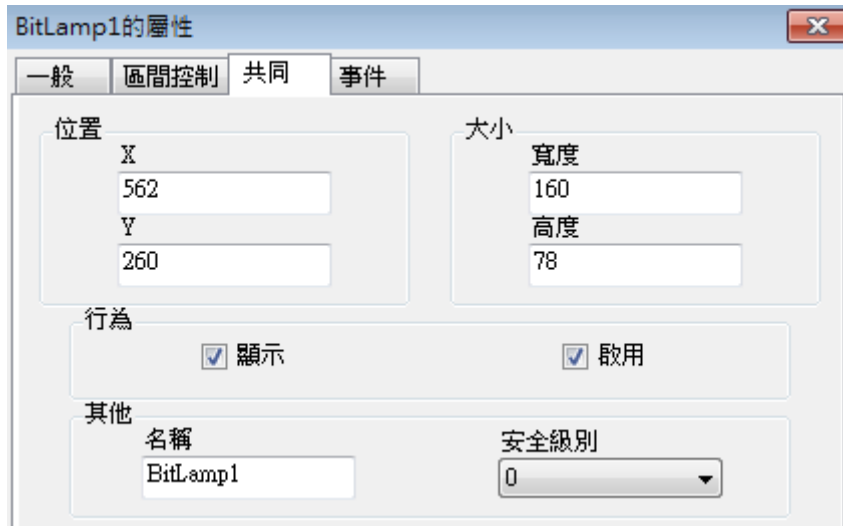 BitLamp1的屬性
一般 區間控制 共同 事件
位置
X
562
Y
260
大小
寬度
160
高度
78
行為
顯示 啟用
其他
名稱
BitLamp1
安全級別
0